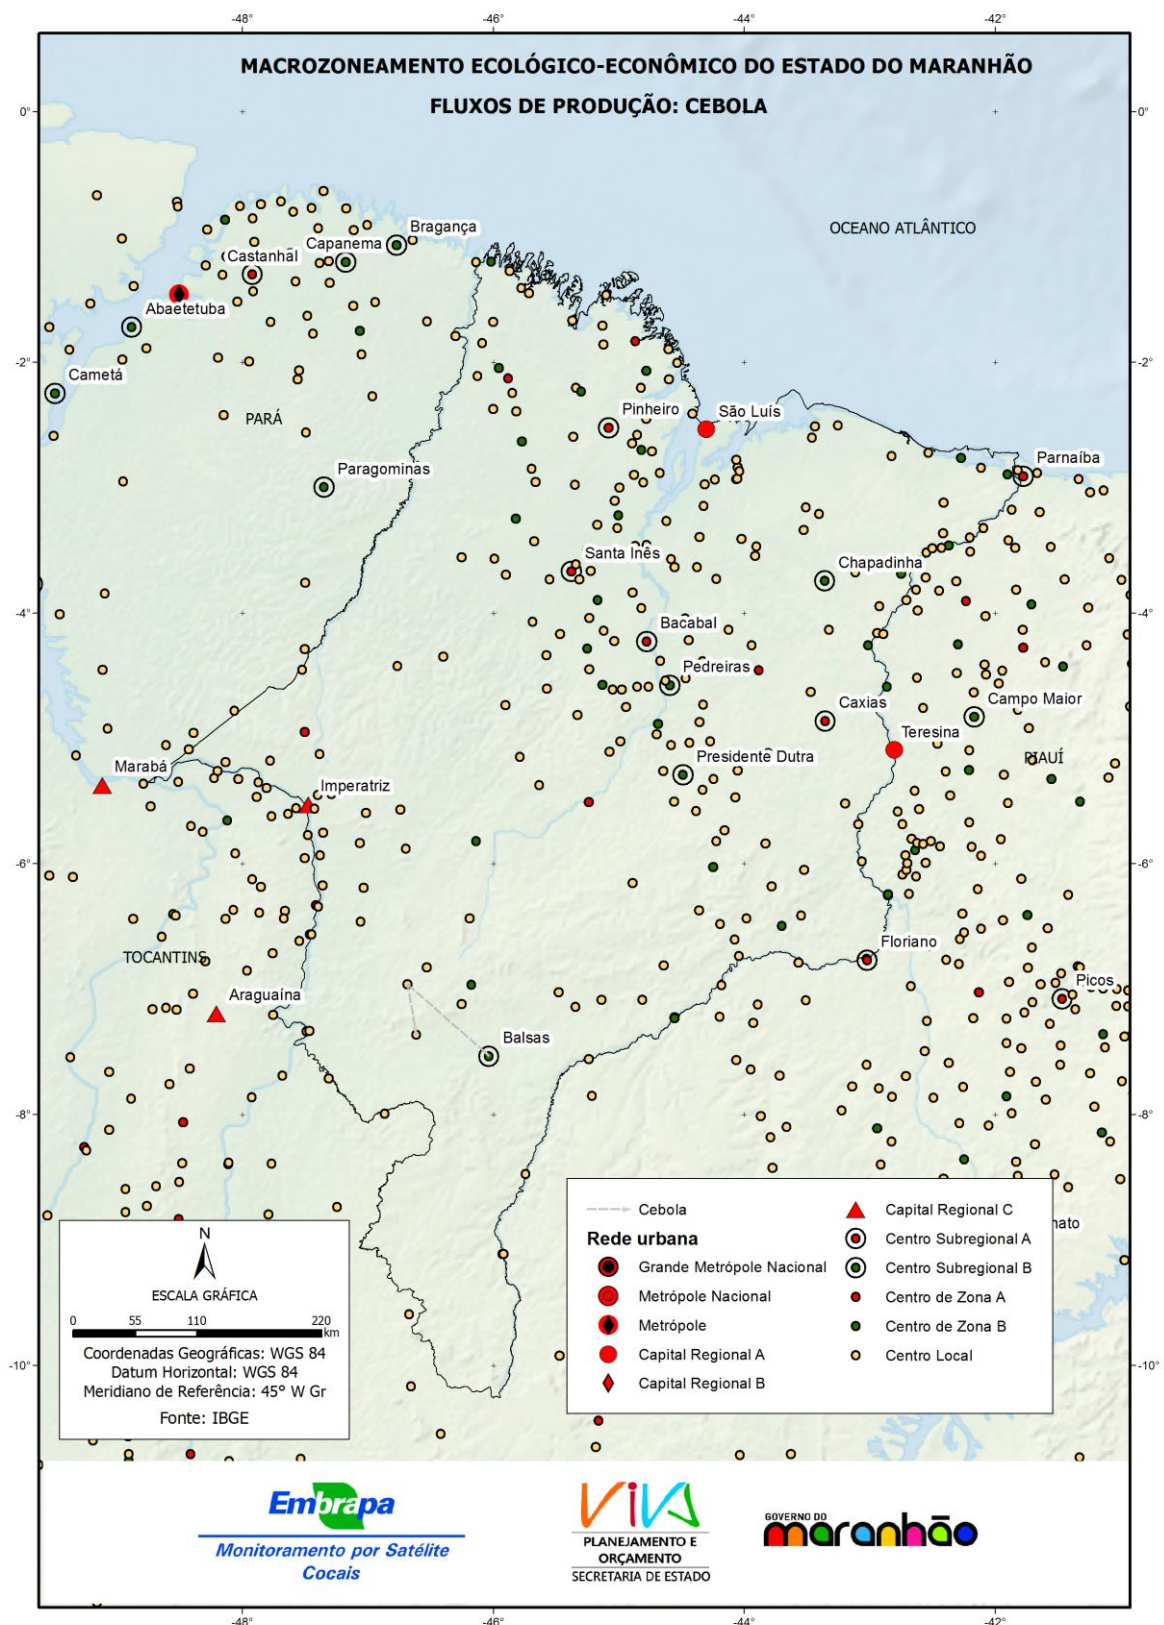 -48°
-46°
-44°
-42°
MACROZONEAMENTO ECOLÓGICO-ECONÔMICO DO ESTADO DO MARANHÃO
FLUXOS DE PRODUÇÃO: CEBOLA
0°
0°
OCEANO ATLÂNTICO
Bragança
Capanema
Castanhal
Abaetetuba
-2°
-2°
Cametá
PARÁ
Pinheiro
São Luís
Parnaíba
Paragominas
Santa Inês
Chapadinha
-4°
-4°
Bacabal
Pedreiras
Caxias
Campo Maior
Teresina
PIAUÍ
Presidente Dutra
Marabá
Imperatriz
-6°
-6°
Floriano
TOCANTINS
Picos
Araguaína
Balsas
-8°
-8°
Cebola
Rede urbana
Grande Metrópole Nacional
Metrópole Nacional
Metrópole
Capital Regional A
Capital Regional B
Capital Regional C
Centro Subregional A
Centro Subregional B
Centro de Zona A
Centro de Zona B
Centro Local
nato
N
ESCALA GRÁFICA
0 55 110 220
km
Coordenadas Geográficas: WGS 84
Datum Horizontal: WGS 84
Meridiano de Referência: 45° W Gr
Fonte: IBGE
-10°
-10°
Embrapa
Monitoramento por Satélite
Cocais
VIVA
PLANEJAMENTO E
ORÇAMENTO
SECRETARIA DE ESTADO
GOVERNO DO
maranhão
-48°
-46°
-44°
-42°